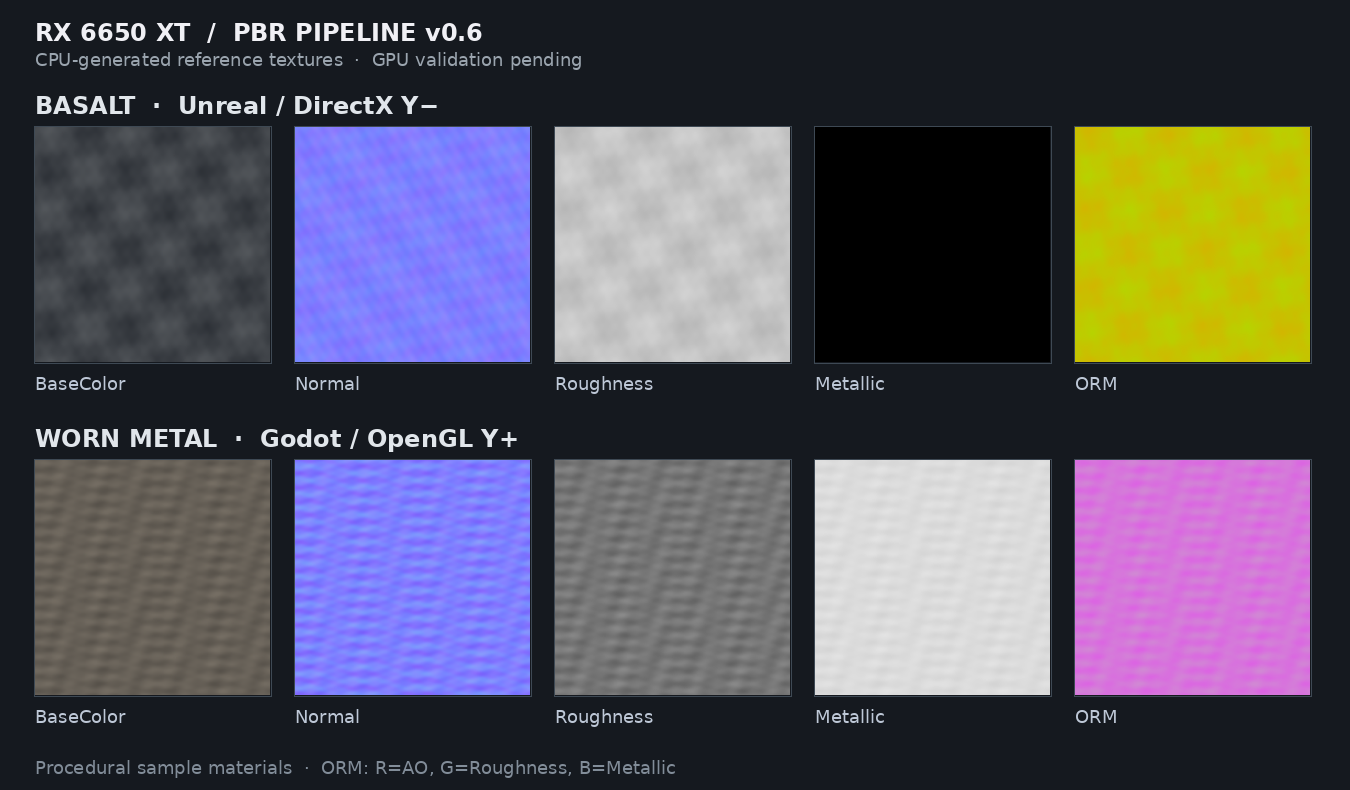 RX 6650 XT / PBR PIPELINE v0.6
CPU-generated reference textures · GPU validation pending
BASALT · Unreal / DirectX Y−
BaseColor Normal Roughness Metallic ORM
WORN METAL · Godot / OpenGL Y+
BaseColor Normal Roughness Metallic ORM
Procedural sample materials · ORM: R=AO, G=Roughness, B=Metallic